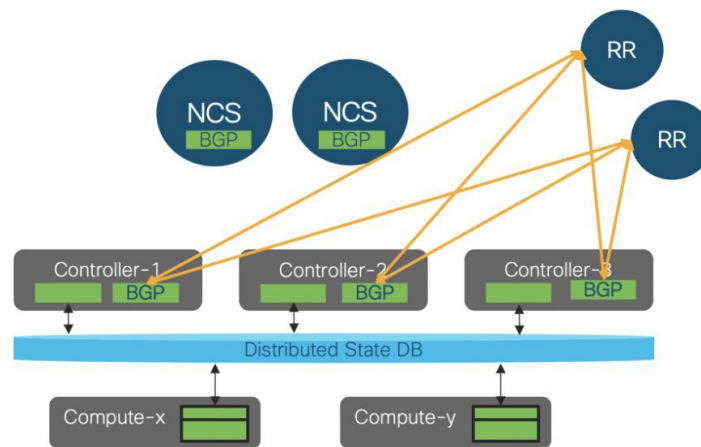 RR
NCS
BGP
NCS
BGP
RR
Controller-1
BGP
Controller-2
BGP
Controller-3
BGP
Distributed State DB
Compute-x
Compute-y